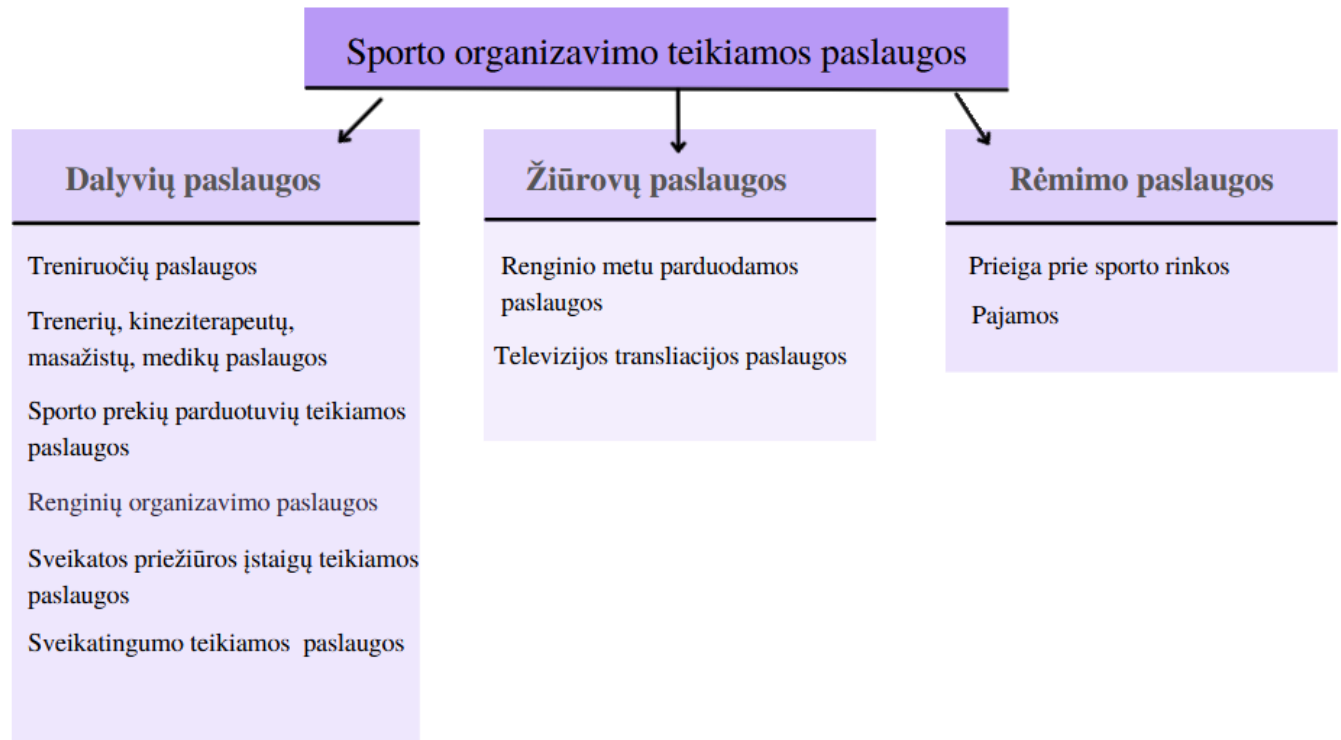 Sporto organizavimo teikiamos paslaugos
Dalyvių paslaugos
Treniruočių paslaugos
Trenerių, kineziterapeutų,
masažistų, medikų paslaugos
Sporto prekių parduotuvių teikiamos
paslaugos
Renginių organizavimo paslaugos
Sveikatos priežiūros įstaigų teikiamos
paslaugos
Sveikatingumo teikiamos paslaugos
Žiūrovų paslaugos
Renginio metu parduodamos
paslaugos
Televizijos transliacijos paslaugos
Rėmimo paslaugos
Prieiga prie sporto rinkos
Pajamos